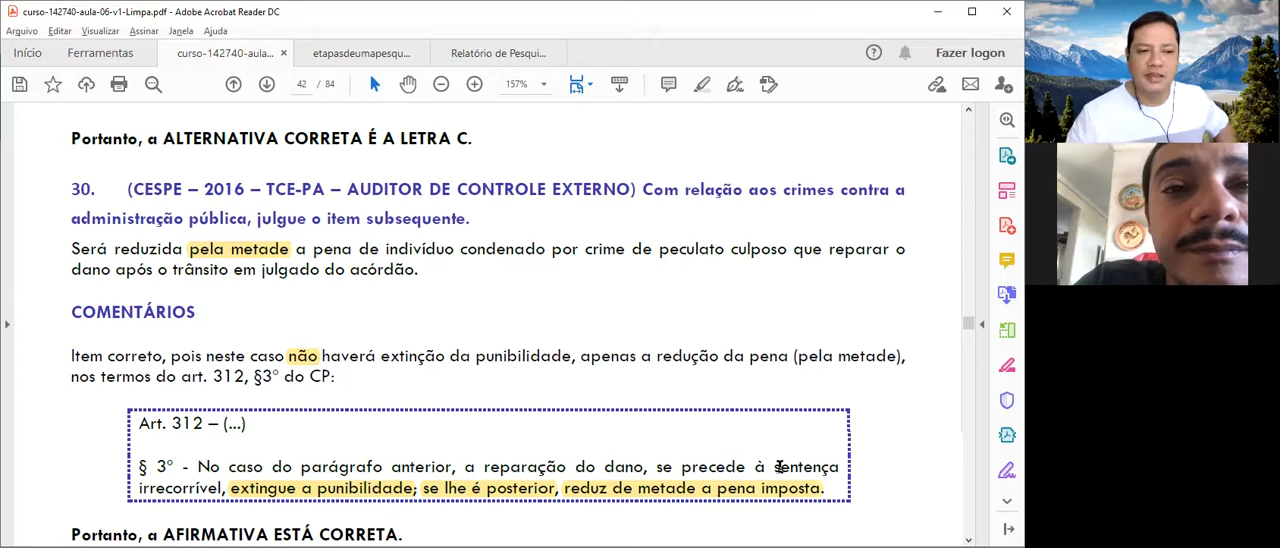 curso-142740-aula-06-v1-Limpa.pdf - Adobe Acrobat Reader DC
Arquivo Editar Visualizar Assinar Janela Ajuda
Início Ferramentas curso-142740-aula... × etapasdeumapesqu... Relatório de Pesqui... Fazer logon
42 / 84 157%
Portanto, a ALTERNATIVA CORRETA É A LETRA C.
30. (CESPE – 2016 – TCE-PA – AUDITOR DE CONTROLE EXTERNO) Com relação aos crimes contra a
administração pública, julgue o item subsequente.
Será reduzida pela metade a pena de indivíduo condenado por crime de peculato culposo que reparar o
dano após o trânsito em julgado do acórdão.
COMENTÁRIOS
Item correto, pois neste caso não haverá extinção da punibilidade, apenas a redução da pena (pela metade),
nos termos do art. 312, §3° do CP:
Art. 312 – (...)
§ 3° - No caso do parágrafo anterior, a reparação do dano, se precede à sentença
irrecorrível, extingue a punibilidade; se lhe é posterior, reduz de metade a pena imposta.
Portanto, a AFIRMATIVA ESTÁ CORRETA.